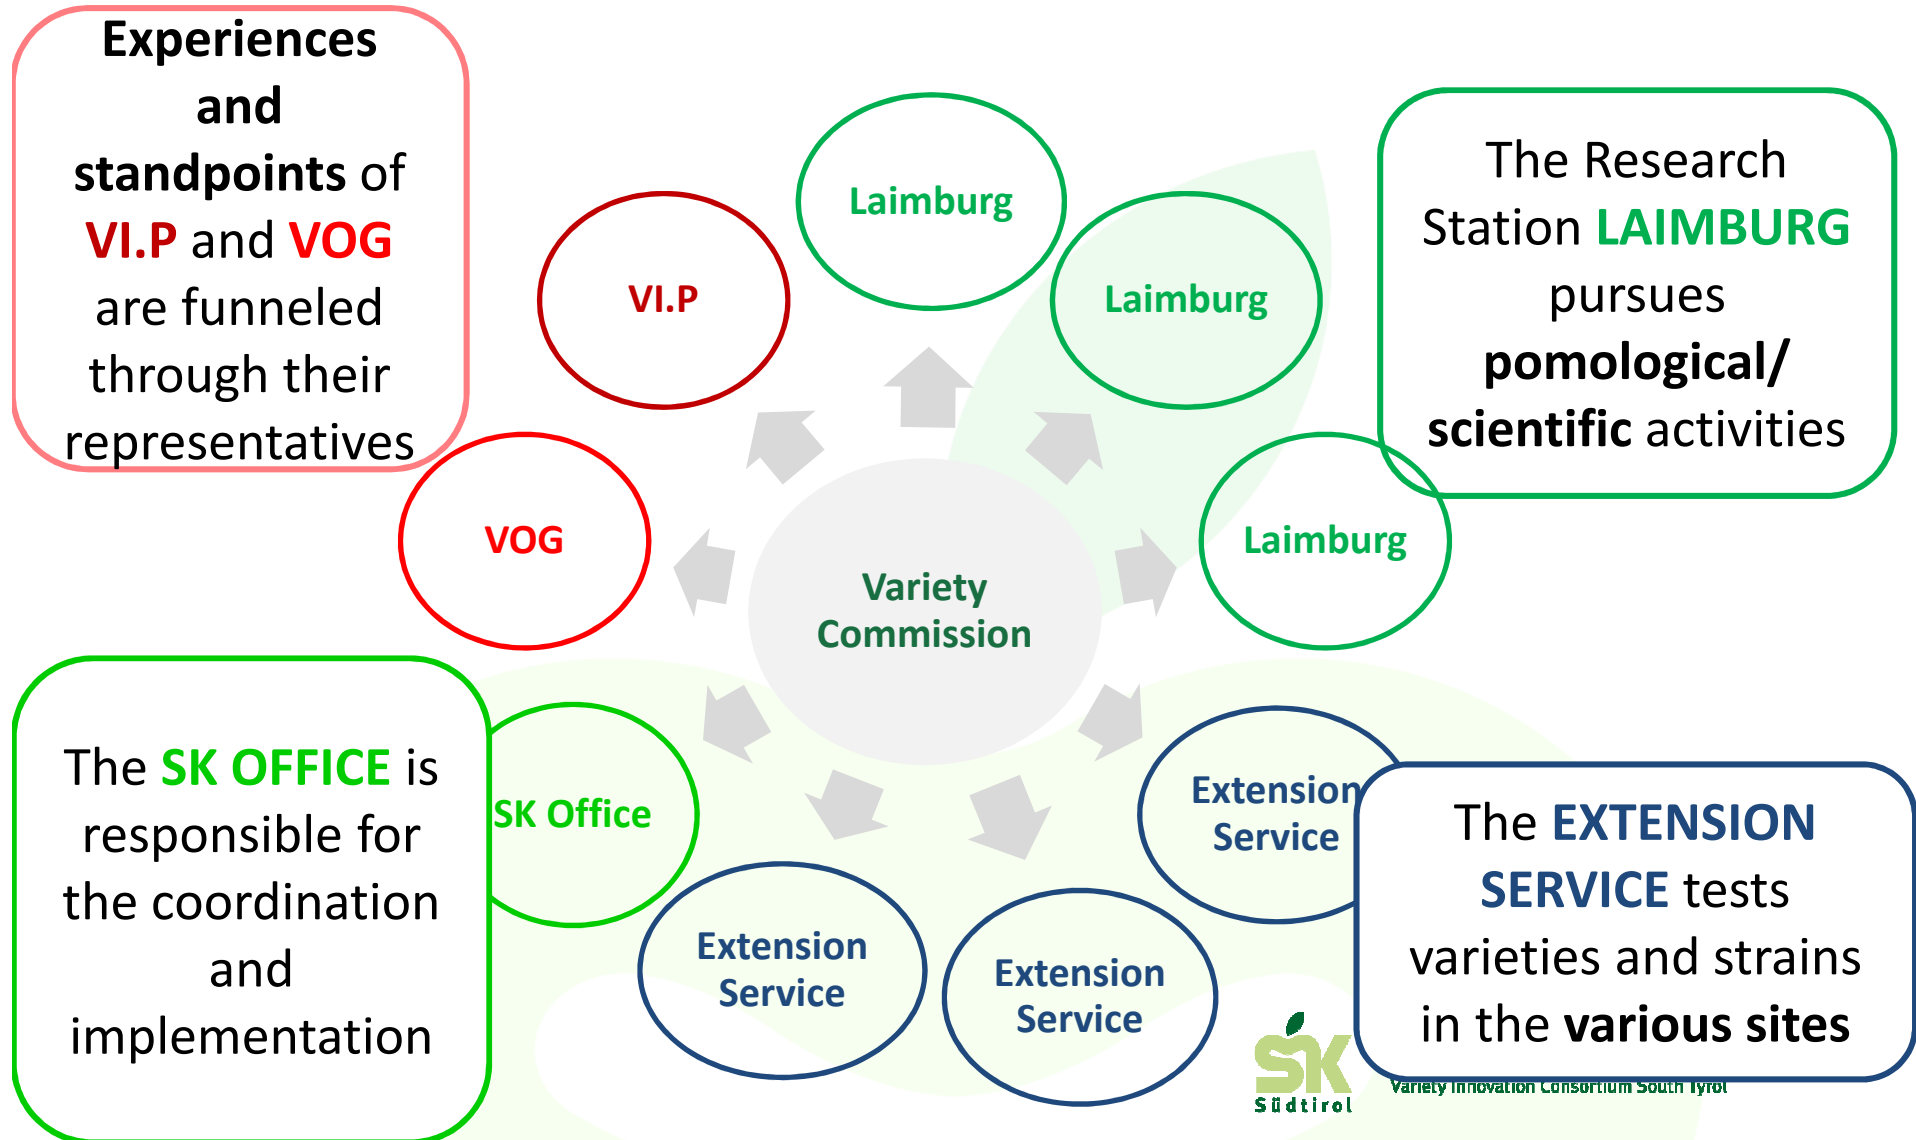 Experiences
and
standpoints of
VI.P and VOG
are funneled
through their
representatives
Laimburg
VI.P
Laimburg
The Research
Station LAIMBURG
pursues
pomological/
scientific activities
VOG
Laimburg
Variety
Commission
The SK OFFICE is
responsible for
the coordination
and
implementation
SK Office
Extension
Service
Extension
Service
Extension
Service
The EXTENSION
SERVICE tests
varieties and strains
in the various sites
SK
Südtirol
Variety Innovation Consortium South Tyrol